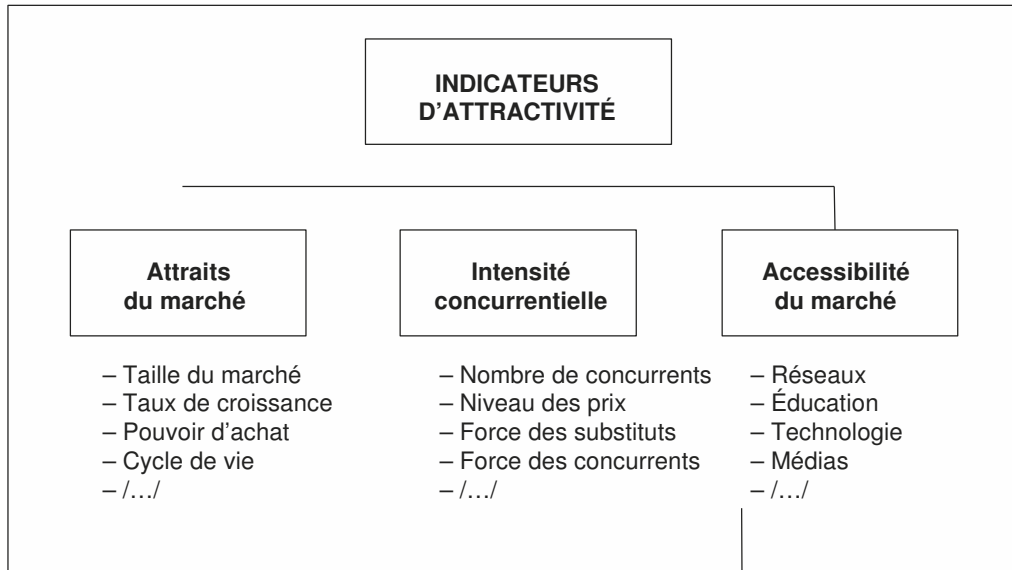 INDICATEURS
D’ATTRACTIVITÉ
Attraits
du marché
– Taille du marché
– Taux de croissance
– Pouvoir d’achat
– Cycle de vie
– /…/
Intensité
concurrentielle
– Nombre de concurrents
– Niveau des prix
– Force des substituts
– Force des concurrents
– /…/
Accessibilité
du marché
– Réseaux
– Éducation
– Technologie
– Médias
– /…/